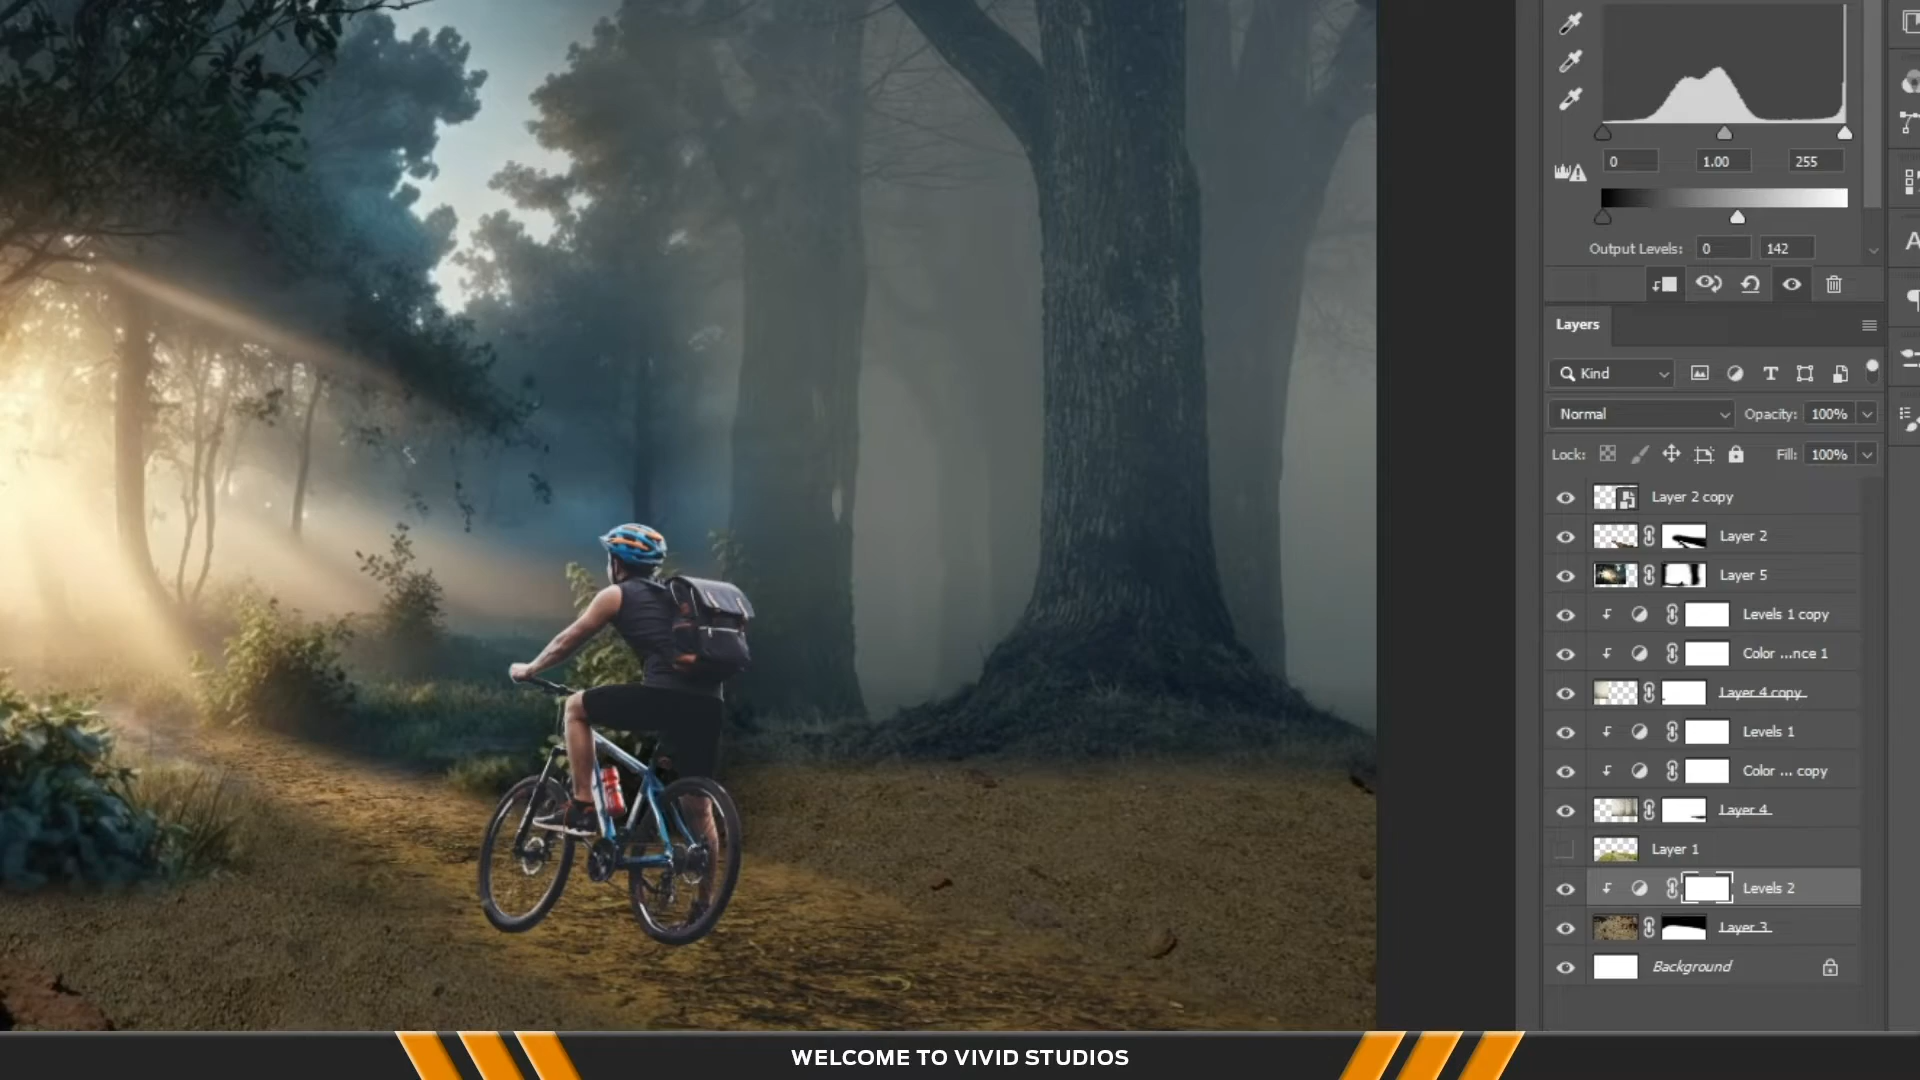 0 1.00 255
Output Levels: 0 142
Layers
Kind
Normal Opacity: 100%
Lock: Fill: 100%
Layer 2 copy
Layer 2
Layer 5
Levels 1 copy
Color ...nce 1
Layer 4 copy
Levels 1
Color ... copy
Layer 4
Layer 1
Levels 2
Layer 3
Background
WELCOME TO VIVID STUDIOS